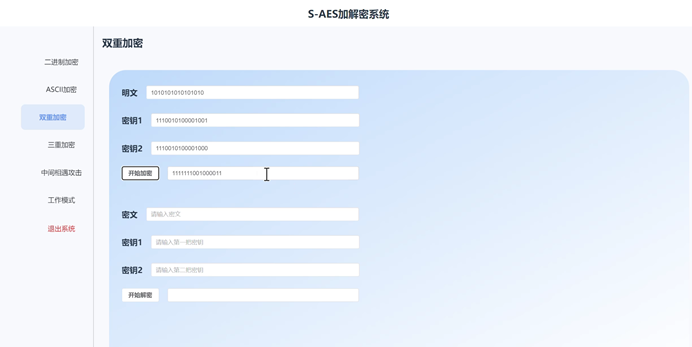 S-AES加解密系统
双重加密
二进制加密
ASCII加密
双重加密
三重加密
中间相遇攻击
工作模式
退出系统
明文 1010101010101010
密钥1 1110010100001001
密钥2 1110010100001000
开始加密 1111111001000011
密文 请输入密文
密钥1 请输入第一把密钥
密钥2 请输入第二把密钥
开始解密